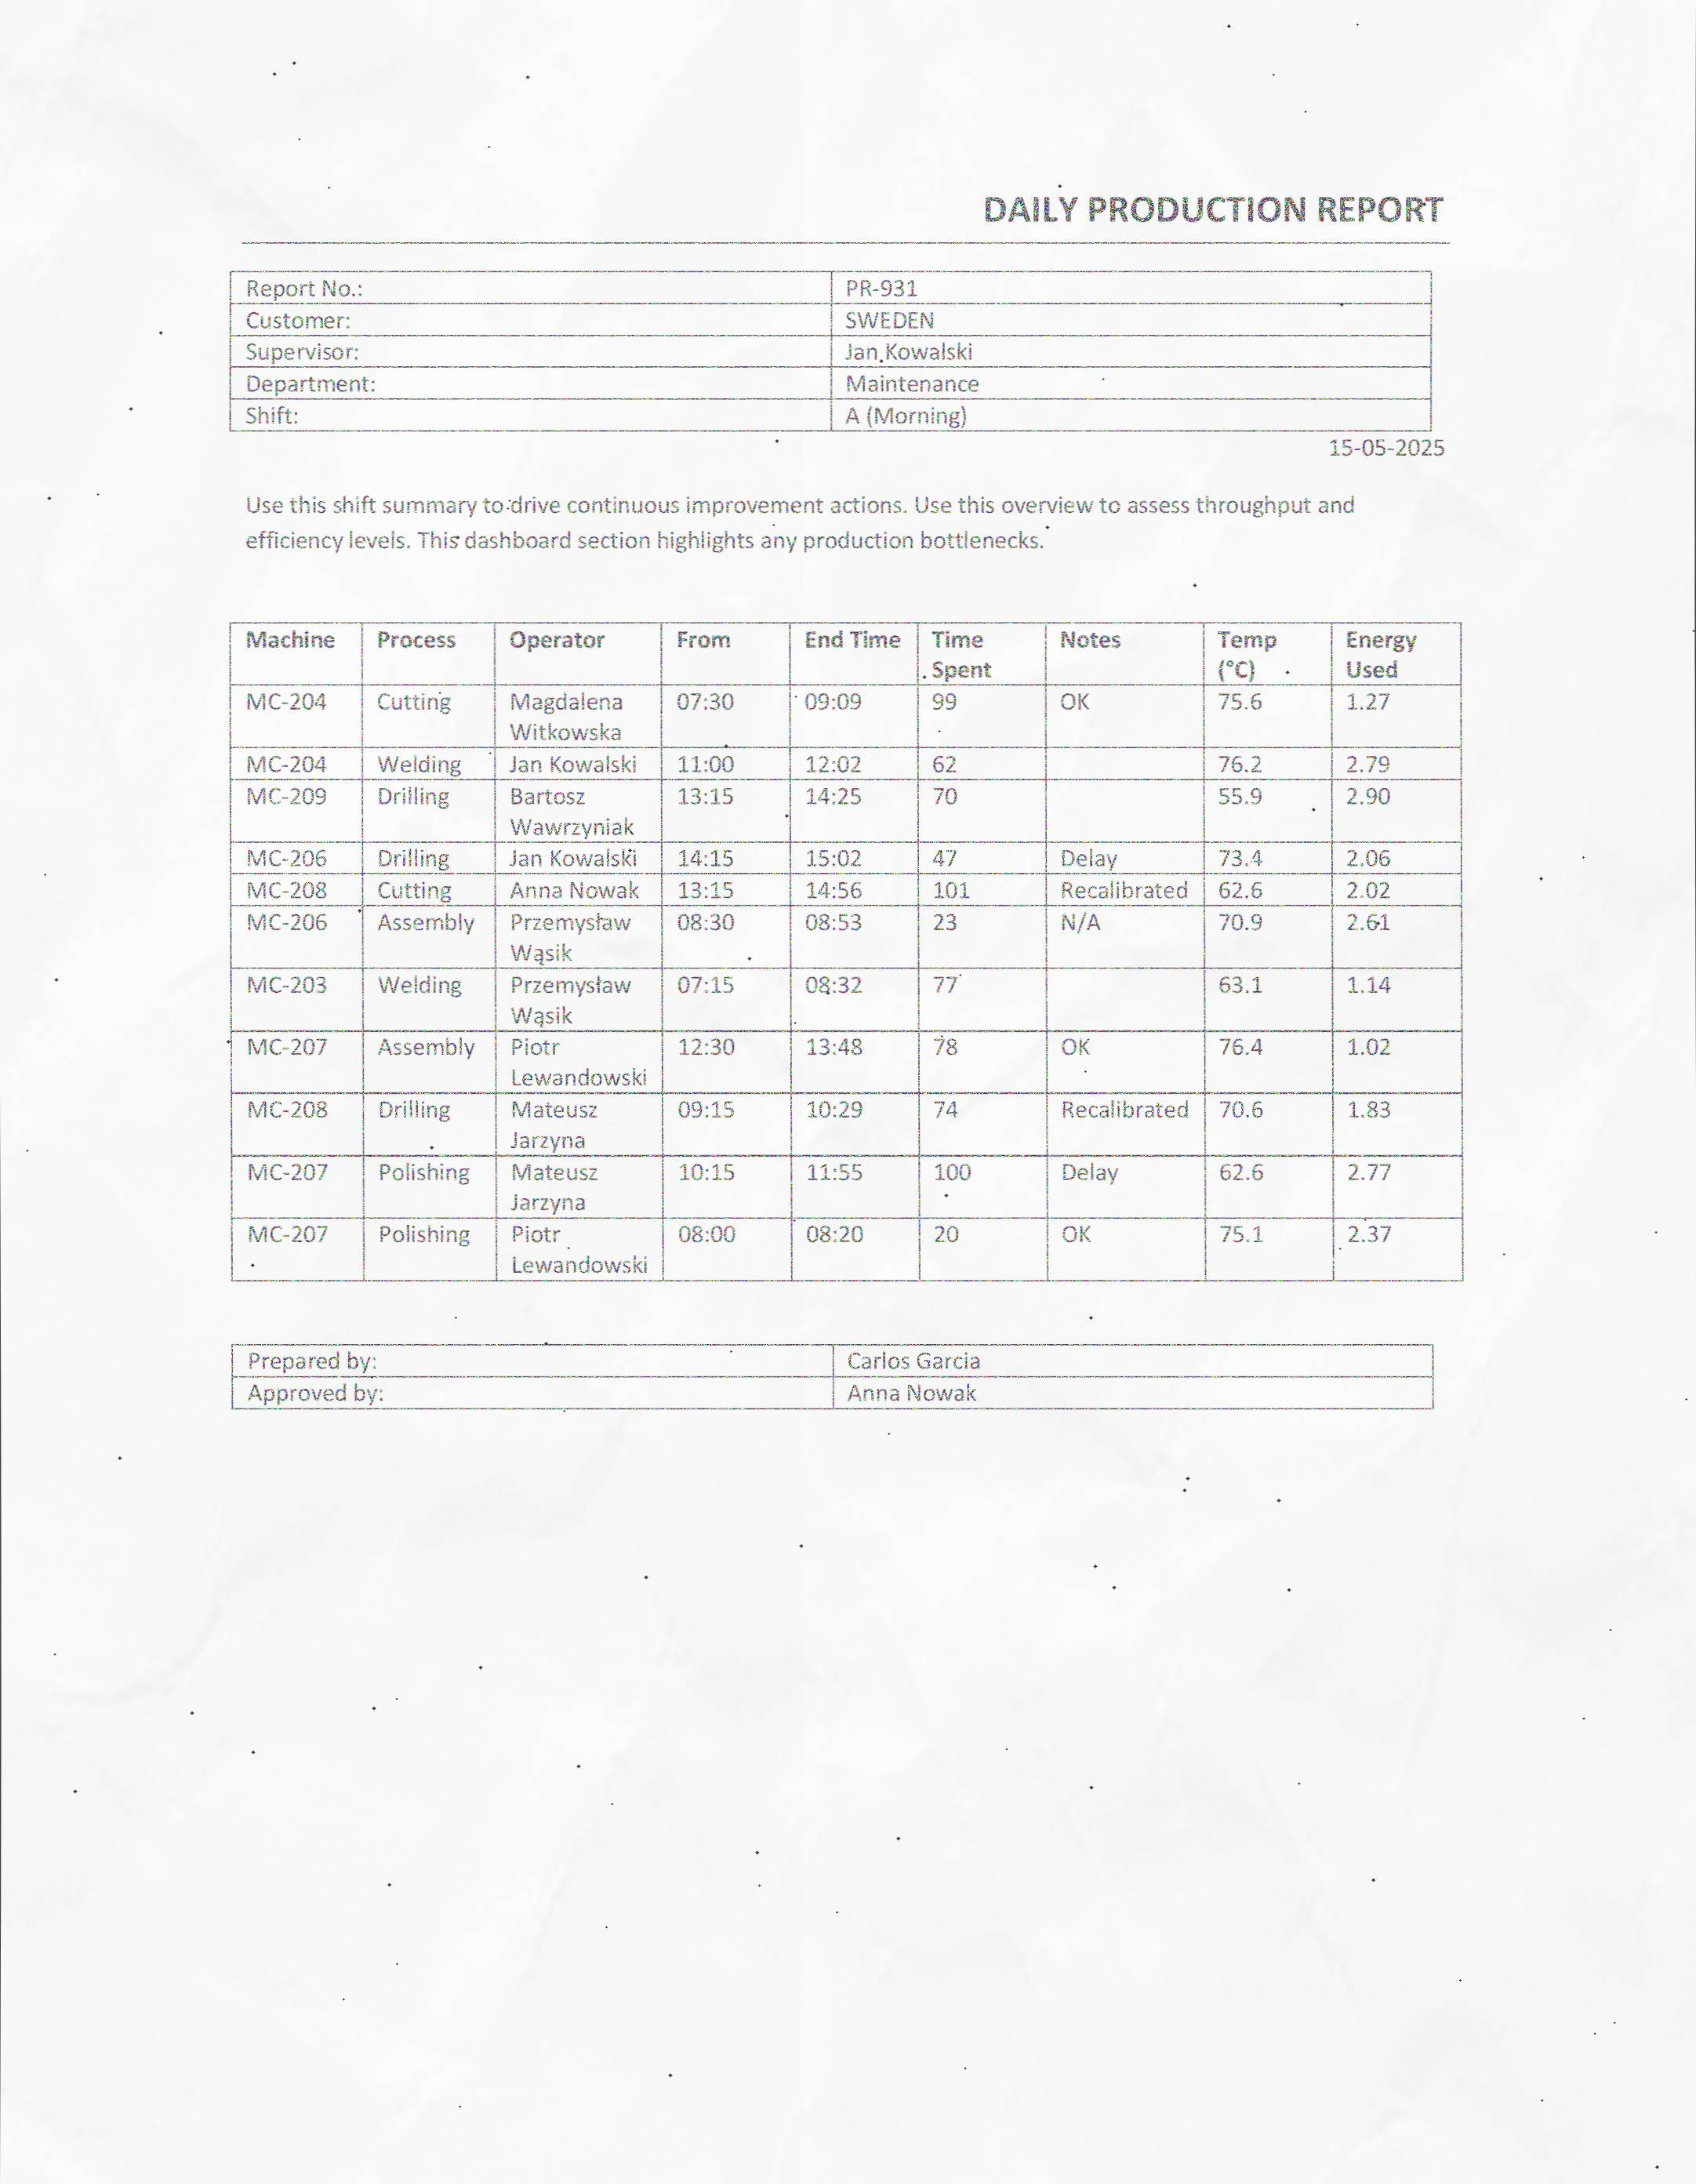 DAILY PRODUCTION REPORT
Report No.: PR-931
Customer: SWEDEN
Supervisor: Jan Kowalski
Department: Maintenance
Shift: A (Morning)
15-05-2025
Use this shift summary to drive continuous improvement actions. Use this overview to assess throughput and
efficiency levels. This dashboard section highlights any production bottlenecks.
Machine Process Operator From End Time Time Notes Temp Energy
Spent (°C) Used
MC-204 Cutting Magdalena 07:30 09:09 99 OK 75.6 1.27
Witkowska
MC-204 Welding Jan Kowalski 11:00 12:02 62 76.2 2.79
MC-209 Drilling Bartosz 13:15 14:25 70 55.9 2.90
Wawrzyniak
MC-206 Drilling Jan Kowalski 14:15 15:02 47 Delay 73.4 2.06
MC-208 Cutting Anna Nowak 13:15 14:56 101 Recalibrated 62.6 2.02
MC-206 Assembly Przemysław 08:30 08:53 23 N/A 70.9 2.61
Wąsik
MC-203 Welding Przemysław 07:15 08:32 77 63.1 1.14
Wąsik
MC-207 Assembly Piotr 12:30 13:48 78 OK 76.4 1.02
Lewandowski
MC-208 Drilling Mateusz 09:15 10:29 74 Recalibrated 70.6 1.83
Jarzyna
MC-207 Polishing Mateusz 10:15 11:55 100 Delay 62.6 2.77
Jarzyna
MC-207 Polishing Piotr 08:00 08:20 20 OK 75.1 2.37
Lewandowski
Prepared by: Carlos Garcia
Approved by: Anna Nowak